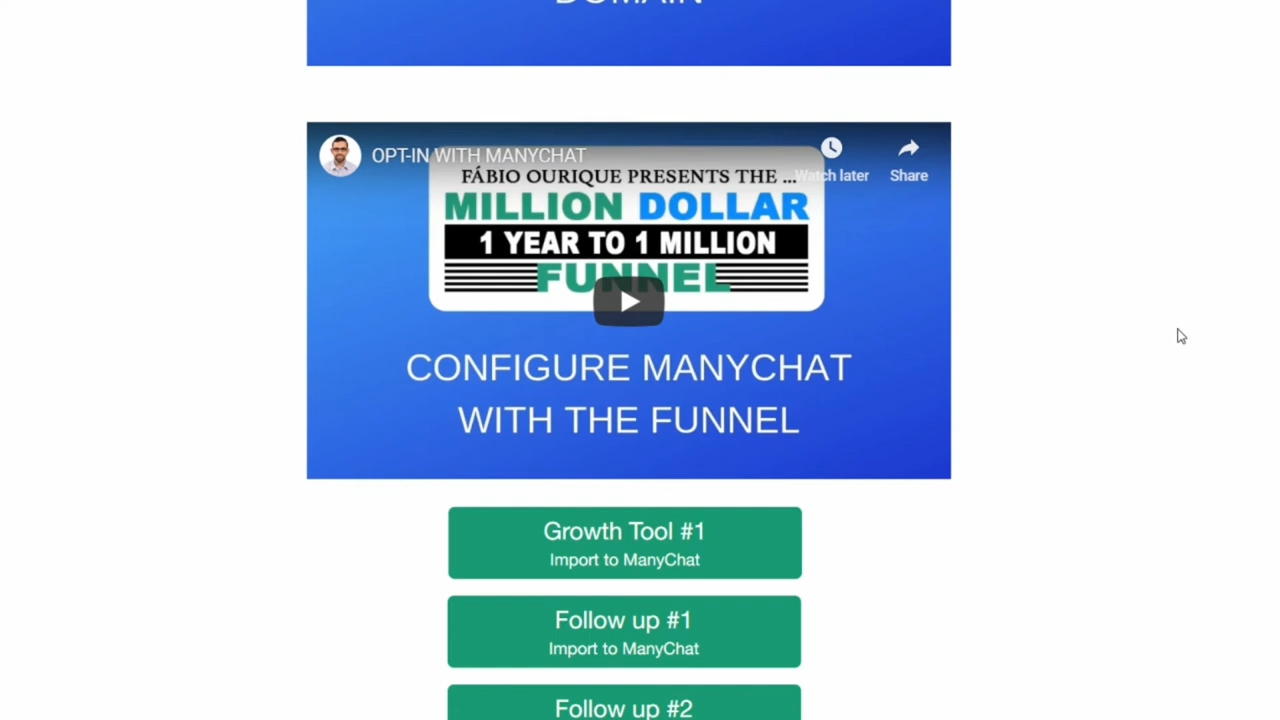 DOMAIN
OPT-IN WITH MANYCHAT
Watch later
Share
FÁBIO OURIQUE PRESENTS THE ...
MILLION DOLLAR
1 YEAR TO 1 MILLION
FUNNEL
CONFIGURE MANYCHAT
WITH THE FUNNEL
Growth Tool #1
Import to ManyChat
Follow up #1
Import to ManyChat
Follow up #2